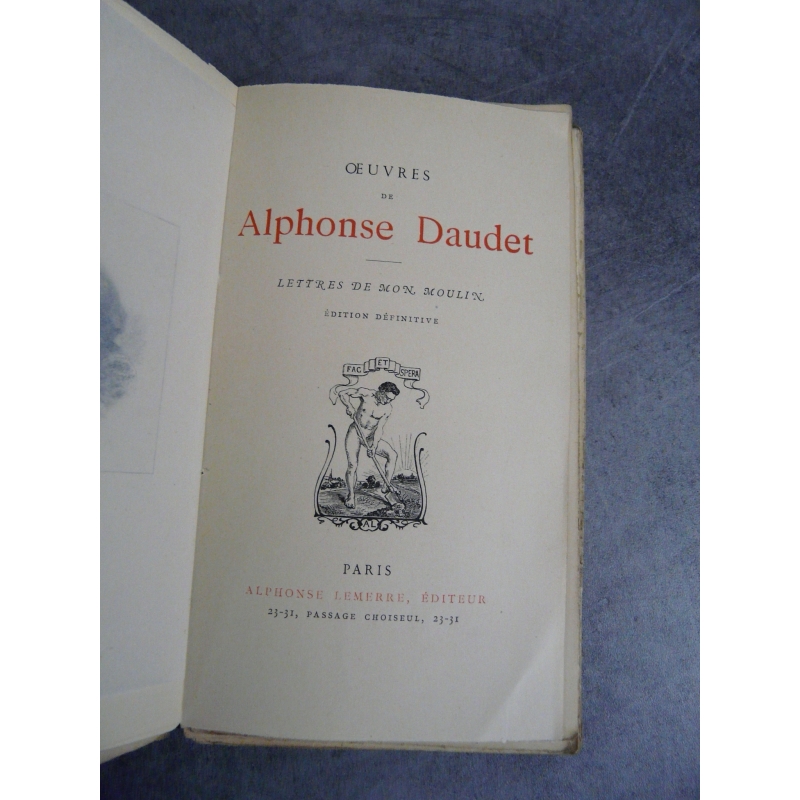 ŒUVRES
DE
Alphonse Daudet
LETTRES DE MON MOULIN
ÉDITION DÉFINITIVE
FAC ET SPERA
AL
PARIS
ALPHONSE LEMERRE, ÉDITEUR
23-31, PASSAGE CHOISEUL, 23-31